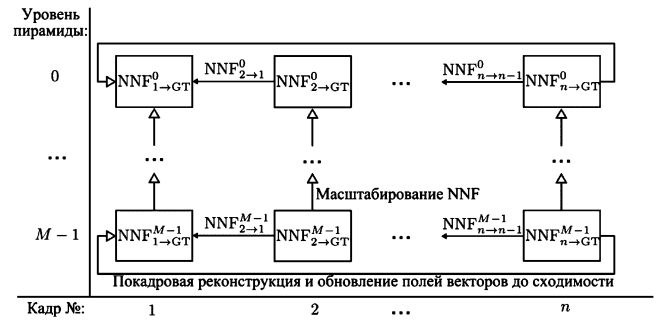 Уровень
пирамиды:
0
NNF^0_{1→GT}
NNF^0_{2→1}
NNF^0_{2→GT}
...
NNF^0_{n→n−1}
NNF^0_{n→GT}
...
...
...
...
Масштабирование NNF
M − 1
NNF^{M−1}_{1→GT}
NNF^{M−1}_{2→1}
NNF^{M−1}_{2→GT}
...
NNF^{M−1}_{n→n−1}
NNF^{M−1}_{n→GT}
Покадровая реконструкция и обновление полей векторов до сходимости
Кадр №: 1 2 ... n